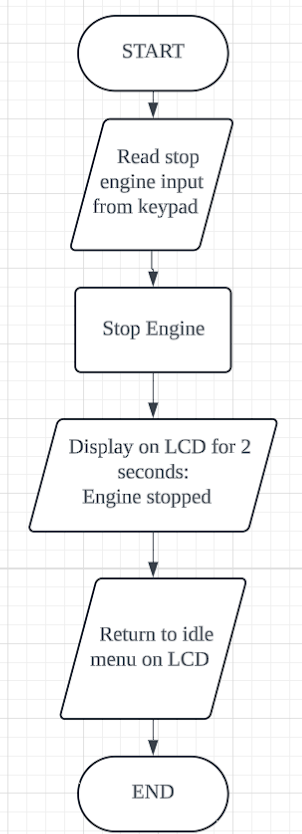 START
Read stop
engine input
from keypad
Stop Engine
Display on LCD for 2
seconds:
Engine stopped
Return to idle
menu on LCD
END